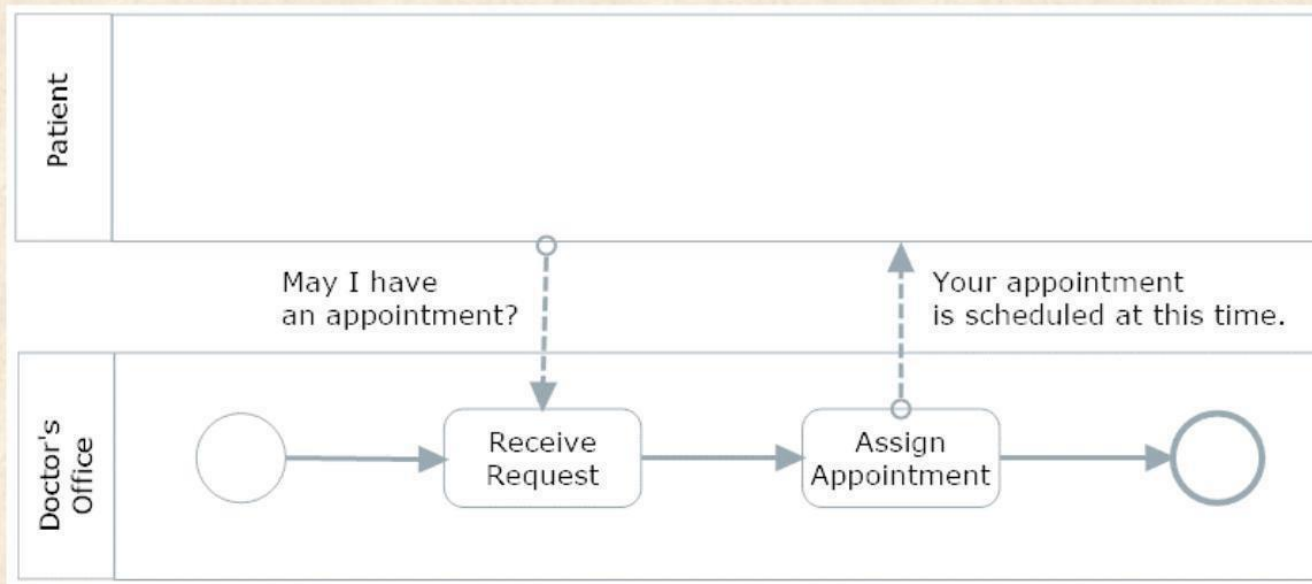 Patient
May I have
an appointment?
Your appointment
is scheduled at this time.
Doctor's
Office
Receive
Request
Assign
Appointment